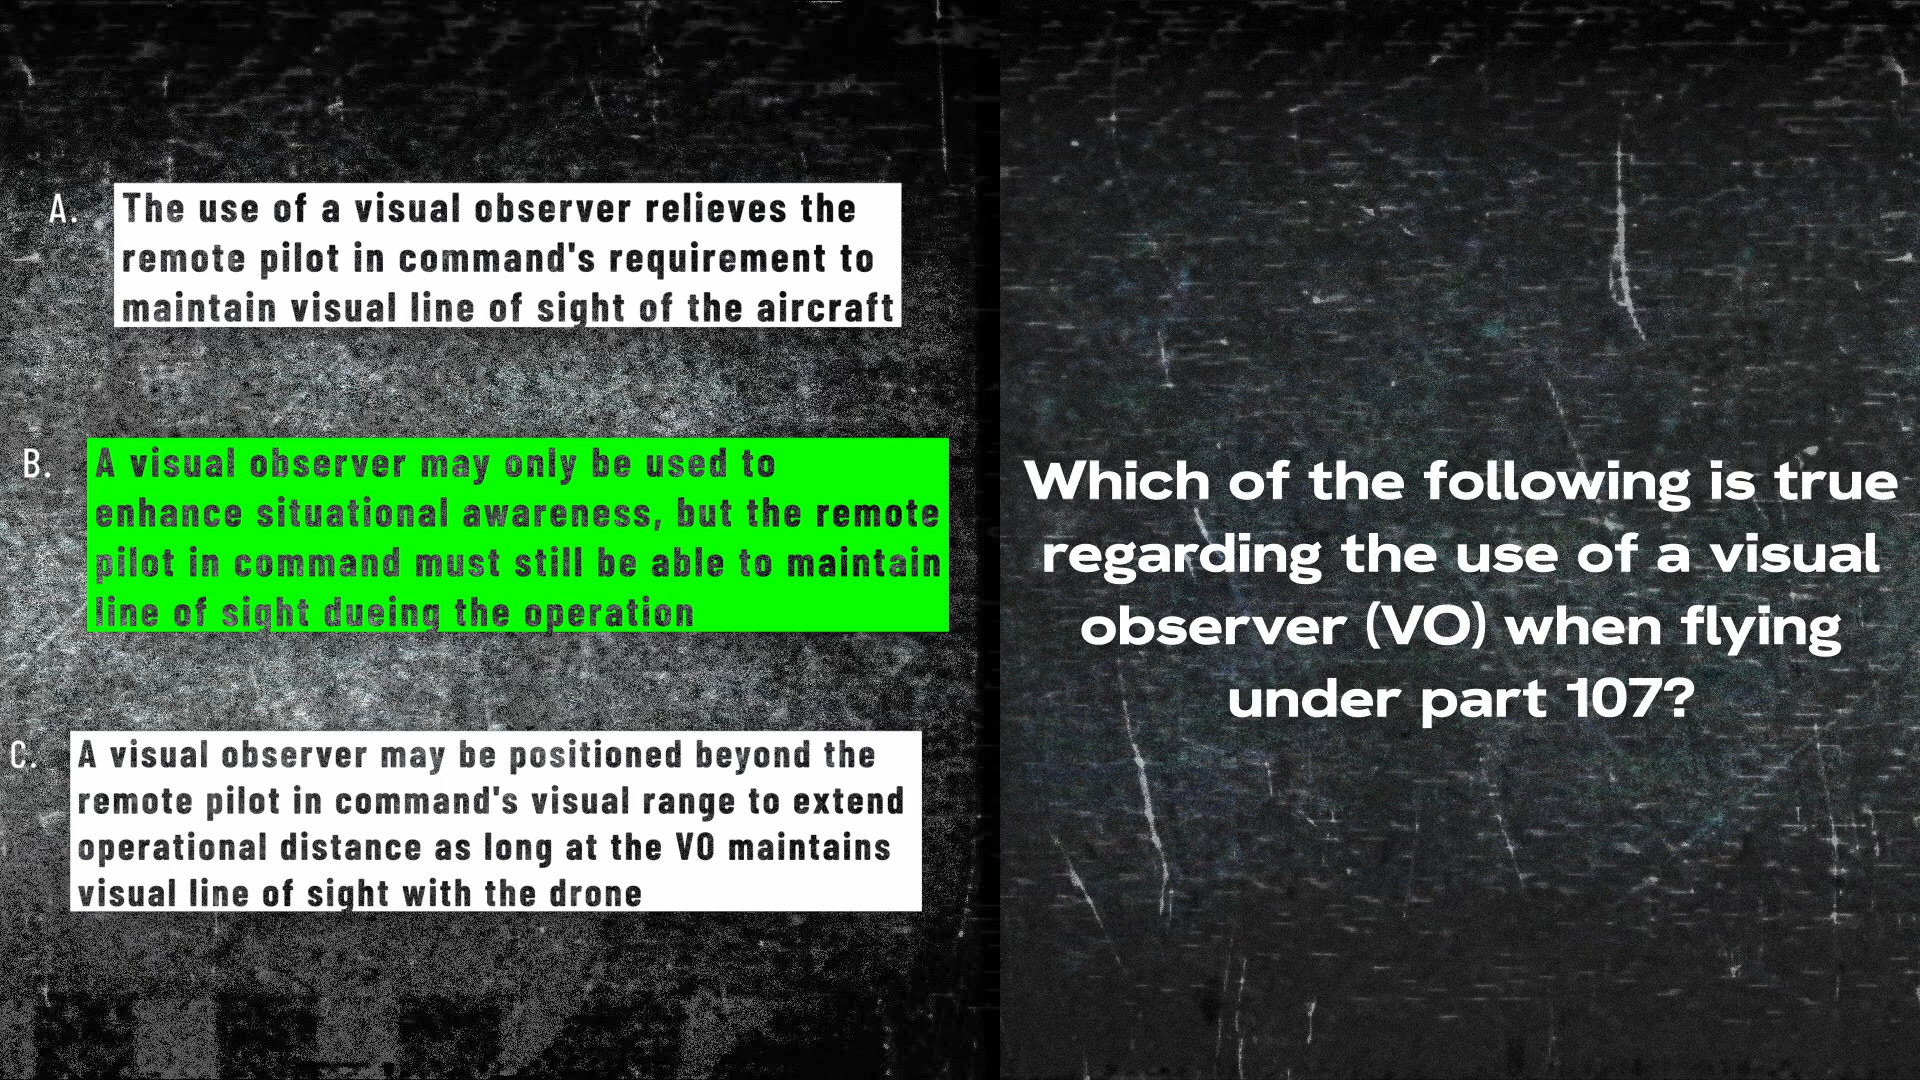 A. The use of a visual observer relieves the
remote pilot in command's requirement to
maintain visual line of sight of the aircraft
B. A visual observer may only be used to
enhance situational awareness, but the remote
pilot in command must still be able to maintain
line of sight dueing the operation
C. A visual observer may be positioned beyond the
remote pilot in command's visual range to extend
operational distance as long at the VO maintains
visual line of sight with the drone
Which of the following is true
regarding the use of a visual
observer (VO) when flying
under part 107?